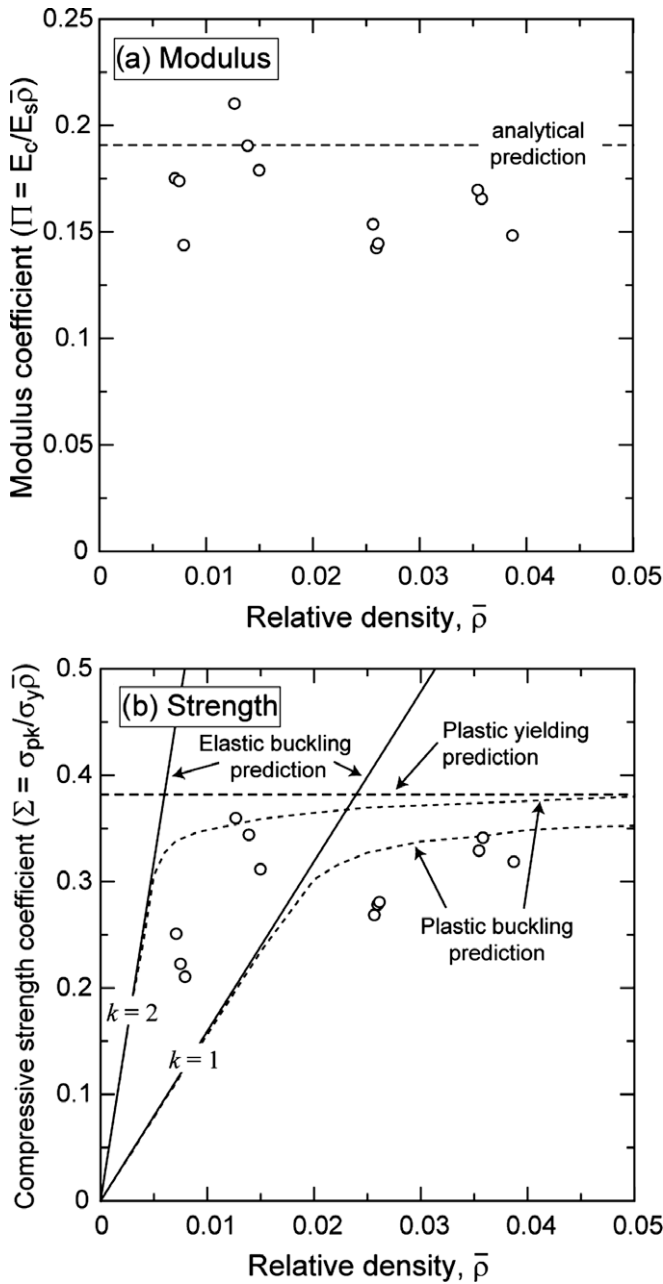 0.25
(a) Modulus
0.2
analytical
prediction
0.15
0.1
0.05
0
Modulus coefficient (Π = E_c/E_sρ̄)
0 0.01 0.02 0.03 0.04 0.05
Relative density, ρ̄
0.5
(b) Strength
Elastic buckling
prediction
Plastic yielding
prediction
0.4
0.3
Plastic buckling
prediction
0.2
k = 2
k = 1
0.1
0
Compressive strength coefficient (Σ = σ_pk/σ_yρ̄)
0 0.01 0.02 0.03 0.04 0.05
Relative density, ρ̄